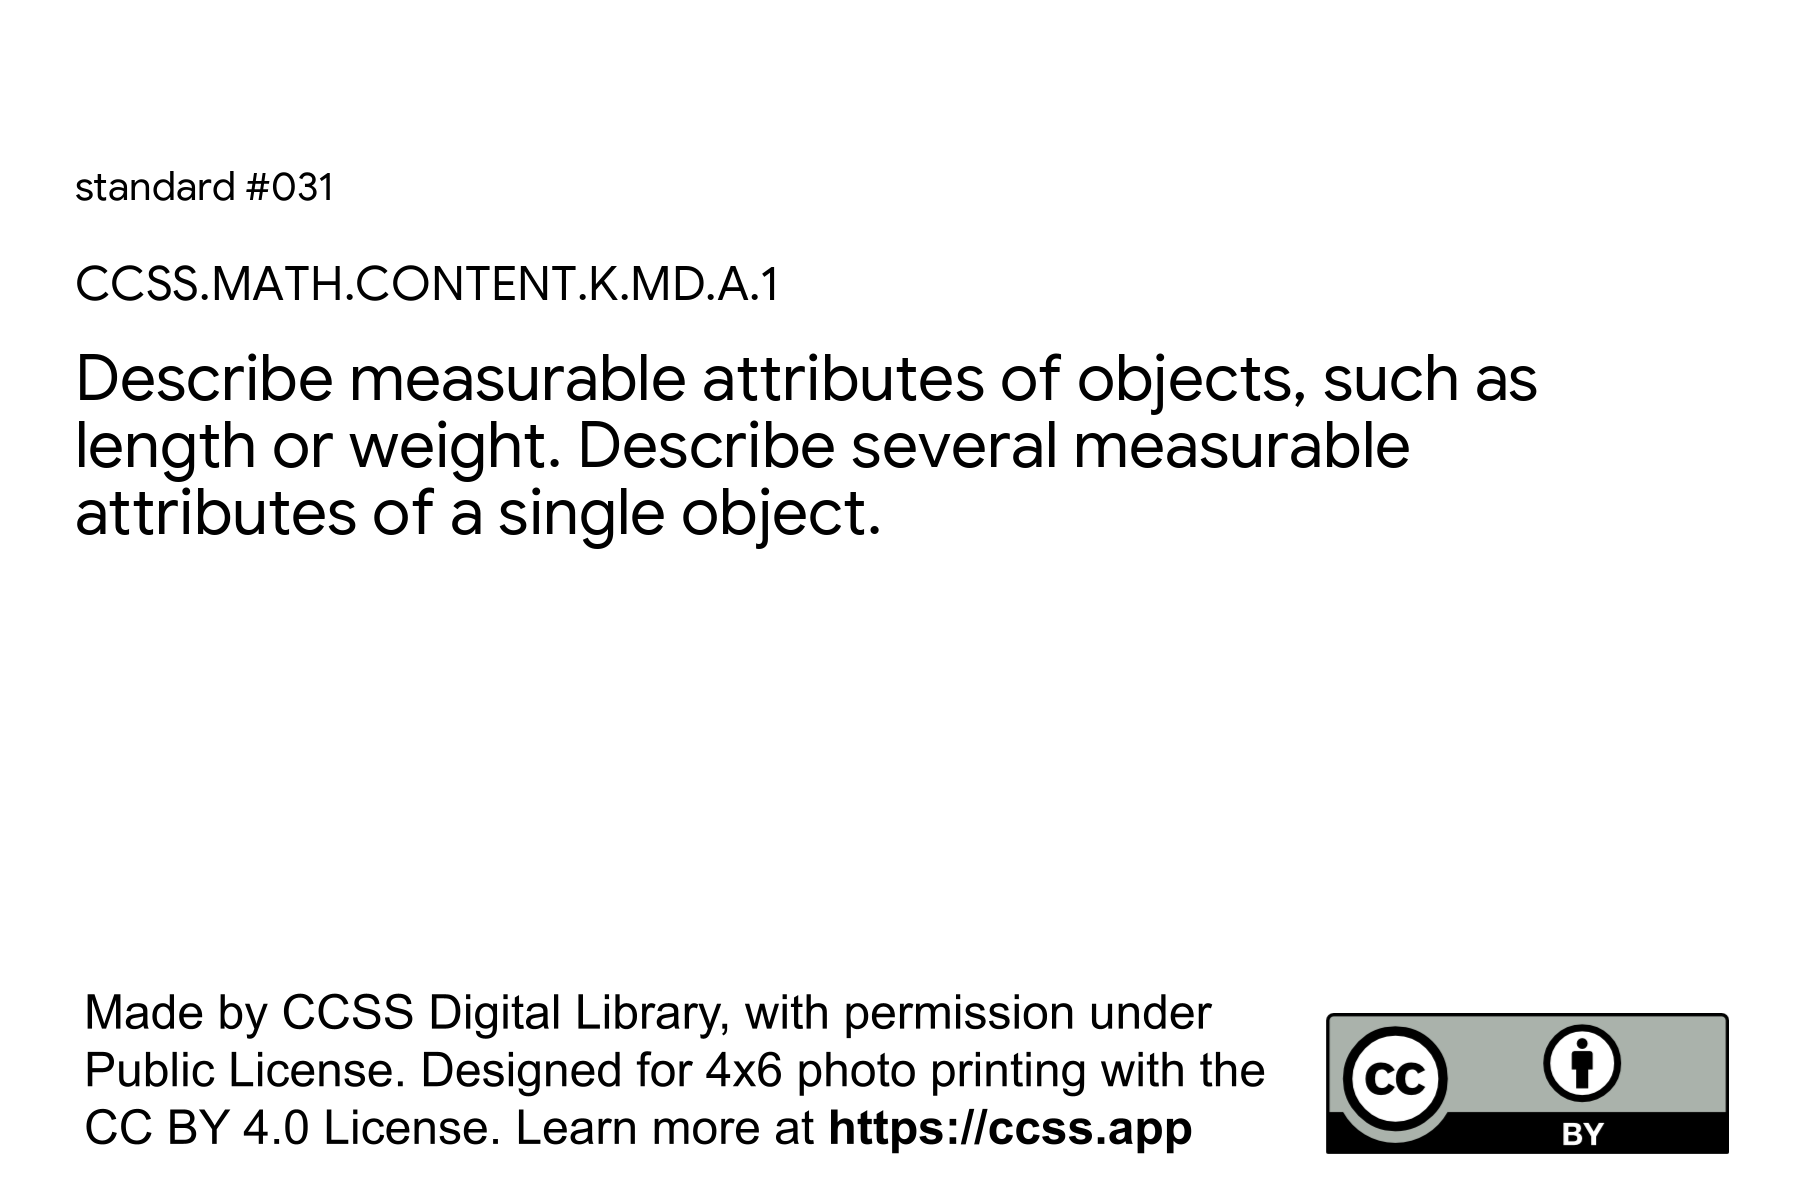 standard #031
CCSS.MATH.CONTENT.K.MD.A.1
Describe measurable attributes of objects, such as
length or weight. Describe several measurable
attributes of a single object.
Made by CCSS Digital Library, with permission under
Public License. Designed for 4x6 photo printing with the
CC BY 4.0 License. Learn more at https://ccss.app
CC
BY